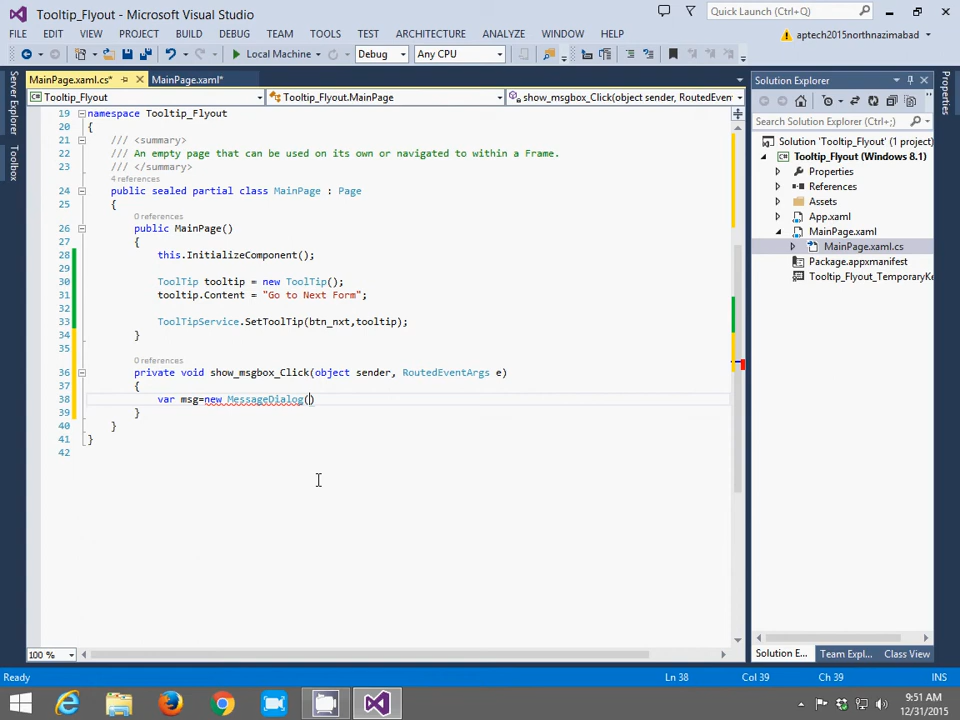 Tooltip_Flyout - Microsoft Visual Studio
Quick Launch (Ctrl+Q)
FILE EDIT VIEW PROJECT BUILD DEBUG TEAM TOOLS TEST ARCHITECTURE ANALYZE WINDOW HELP
aptech2015northnazimabad
Local Machine Debug Any CPU
Server Explorer
Toolbox
MainPage.xaml.cs* MainPage.xaml*
Tooltip_Flyout Tooltip_Flyout.MainPage show_msgbox_Click(object sender, RoutedEven
19 namespace Tooltip_Flyout
20 {
21 /// <summary>
22 /// An empty page that can be used on its own or navigated to within a Frame.
23 /// </summary>
4 references
24 public sealed partial class MainPage : Page
25 {
0 references
26 public MainPage()
27 {
28 this.InitializeComponent();
29
30 ToolTip tooltip = new ToolTip();
31 tooltip.Content = "Go to Next Form";
32
33 ToolTipService.SetToolTip(btn_nxt,tooltip);
34 }
35
0 references
36 private void show_msgbox_Click(object sender, RoutedEventArgs e)
37 {
38 var msg=new MessageDialog()
39 }
40 }
41 }
42
100 %
Solution Explorer
Search Solution Explorer (Ctrl+;)
Solution 'Tooltip_Flyout' (1 project)
Tooltip_Flyout (Windows 8.1)
Properties
References
Assets
App.xaml
MainPage.xaml
MainPage.xaml.cs
Package.appxmanifest
Tooltip_Flyout_TemporaryKe
Solution E... Team Expl... Class View
Properties
Ready Ln 38 Col 39 Ch 39 INS
9:51 AM
12/31/2015